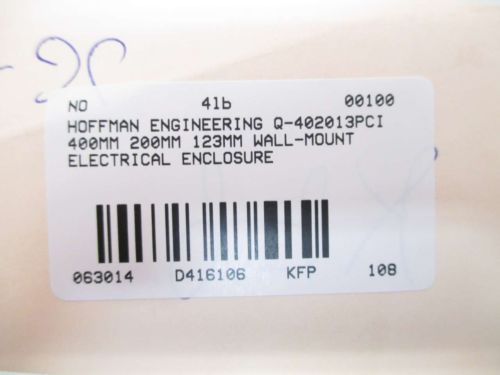 NO 4lb 00100
HOFFMAN ENGINEERING Q-402013PCI
400MM 200MM 123MM WALL-MOUNT
ELECTRICAL ENCLOSURE
063014 D416106 KFP 108